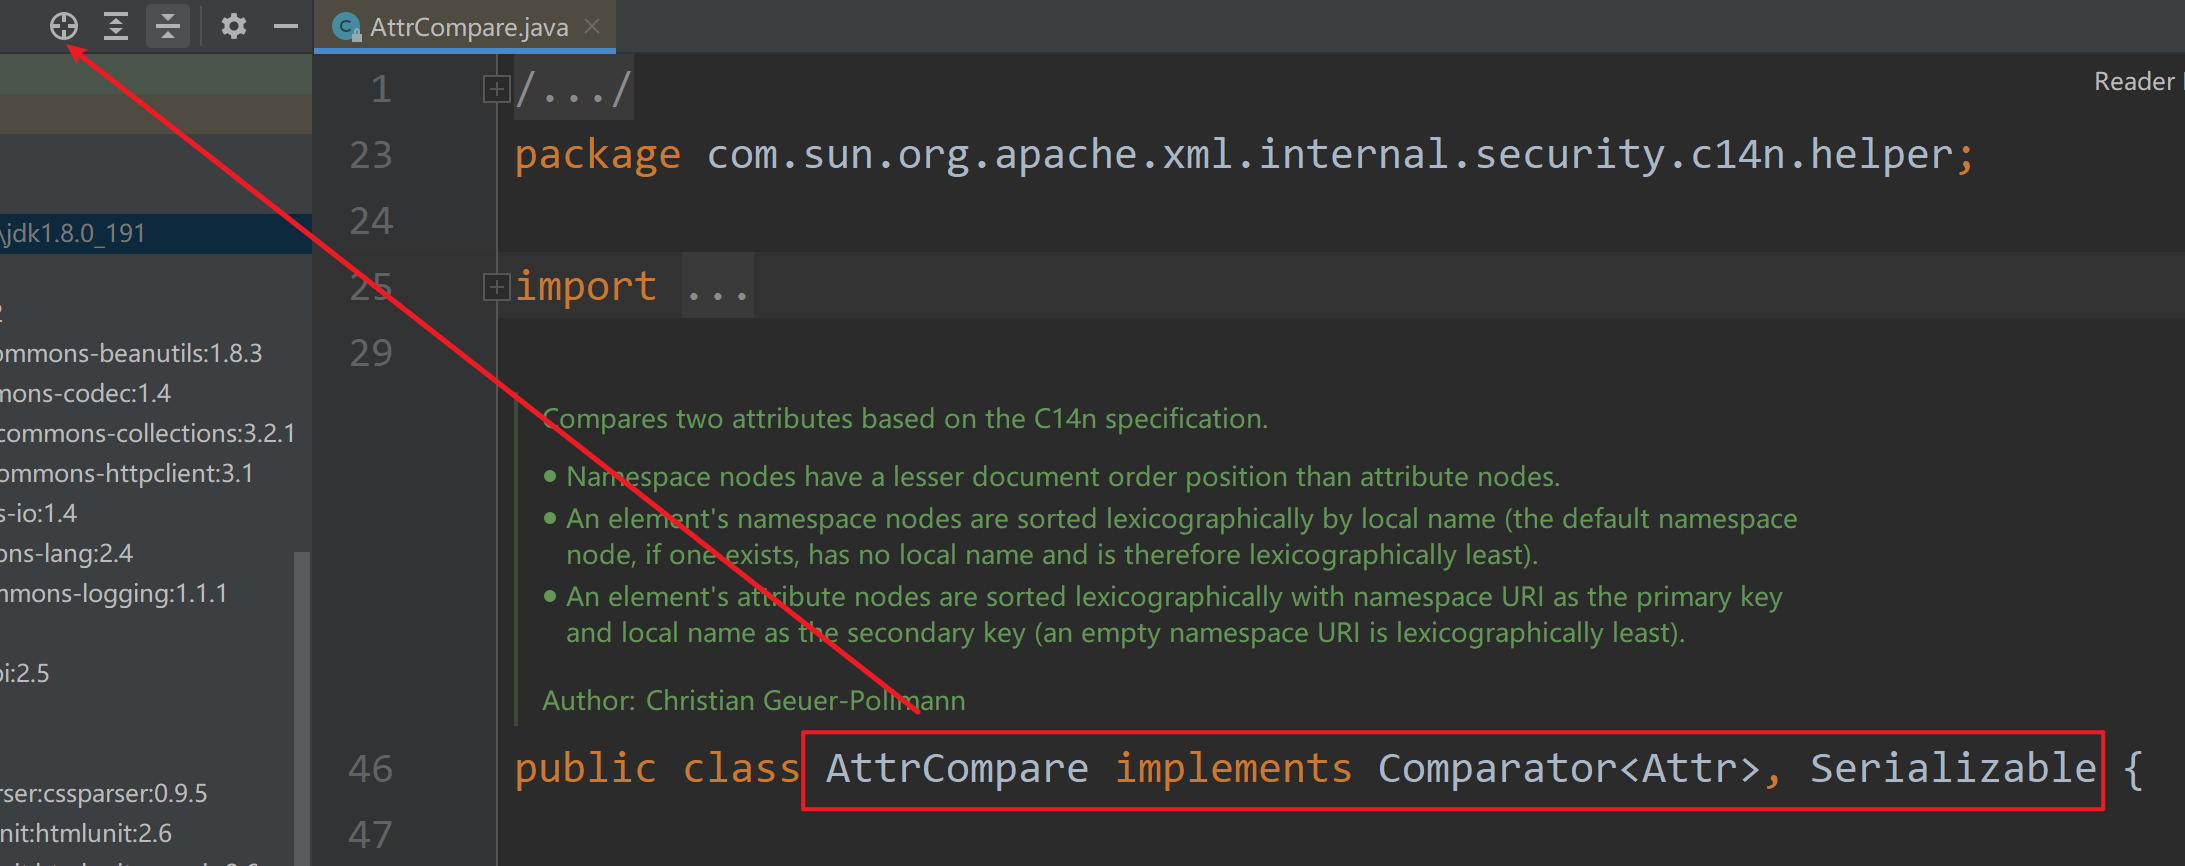 AttrCompare.java
\jdk1.8.0_191
ommons-beanutils:1.8.3
mons-codec:1.4
commons-collections:3.2.1
ommons-httpclient:3.1
s-io:1.4
ons-lang:2.4
mmons-logging:1.1.1
oi:2.5
rser:cssparser:0.9.5
nit:htmlunit:2.6
Reader
1 /.../
23 package com.sun.org.apache.xml.internal.security.c14n.helper;
24
25 import ...
29
Compares two attributes based on the C14n specification.
• Namespace nodes have a lesser document order position than attribute nodes.
• An element's namespace nodes are sorted lexicographically by local name (the default namespace
node, if one exists, has no local name and is therefore lexicographically least).
• An element's attribute nodes are sorted lexicographically with namespace URI as the primary key
and local name as the secondary key (an empty namespace URI is lexicographically least).
Author: Christian Geuer-Pollmann
46 public class AttrCompare implements Comparator<Attr>, Serializable {
47